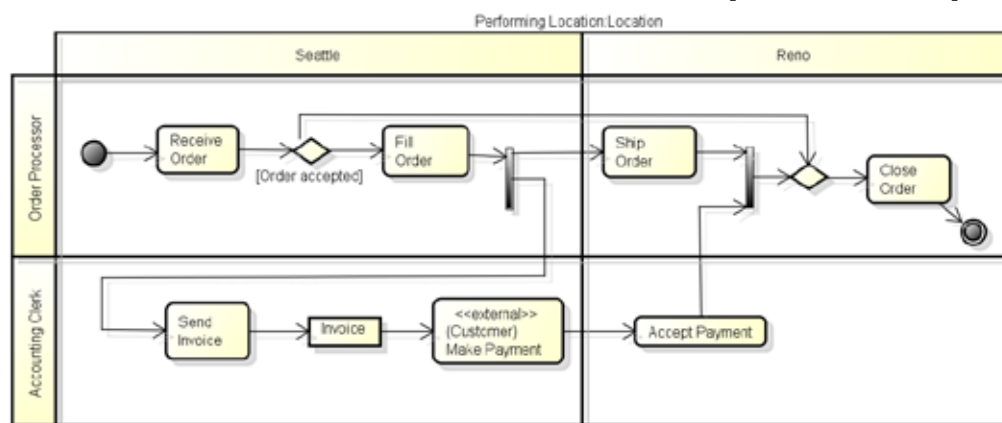 Performing Location:Location
Seattle
Reno
Order Processor
Receive
Order
[Order accepted]
Fill
Order
Ship
Order
Close
Order
Accounting Clerk
Send
Invoice
Invoice
<<external>>
(Customer)
Make Payment
Accept Payment